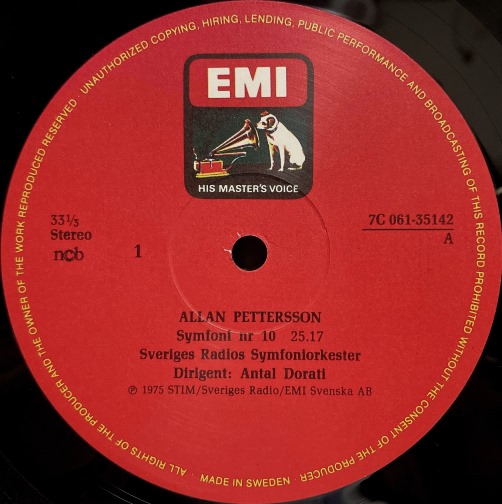 EMI
HIS MASTER'S VOICE
33⅓
Stereo
ncb
1
7C 061-35142
A
ALLAN PETTERSSON
Symfoni nr 10 25.17
Sveriges Radios Symfoniorkester
Dirigent: Antal Dorati
℗ 1975 STIM/Sveriges Radio/EMI Svenska AB
ALL RIGHTS OF THE PRODUCER AND THE OWNER OF THE WORK REPRODUCED RESERVED · UNAUTHORIZED COPYING, HIRING, LENDING, PUBLIC PERFORMANCE AND BROADCASTING OF THIS RECORD PROHIBITED WITHOUT THE CONSENT OF THE PRODUCER ·
MADE IN SWEDEN ·